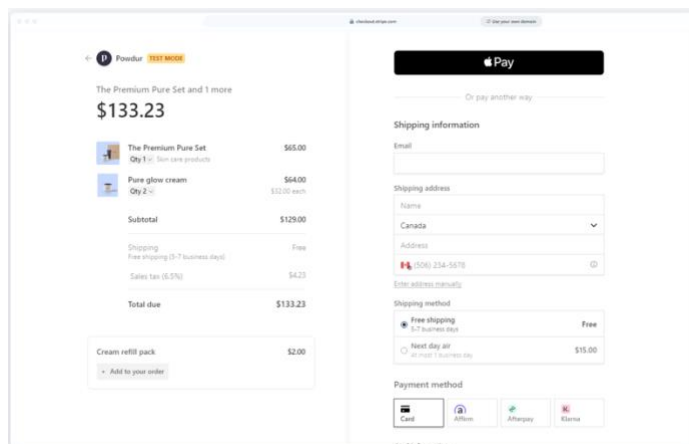 checkout.stripe.com
Use your own domain
Powdur TEST MODE
The Premium Pure Set and 1 more
$133.23
The Premium Pure Set $65.00
Qty 1 Skin care products
Pure glow cream $64.00
Qty 2 $32.00 each
Subtotal $129.00
Shipping Free
Free shipping (5-7 business days)
Sales tax (6.5%) $4.23
Total due $133.23
Cream refill pack $2.00
+ Add to your order
Pay
Or pay another way
Shipping information
Email
Shipping address
Name
Canada
Address
(506) 234-5678
Enter address manually
Shipping method
Free shipping Free
5-7 business days
Next day air $15.00
At most 1 business day
Payment method
Card
Affirm
Afterpay
Klarna